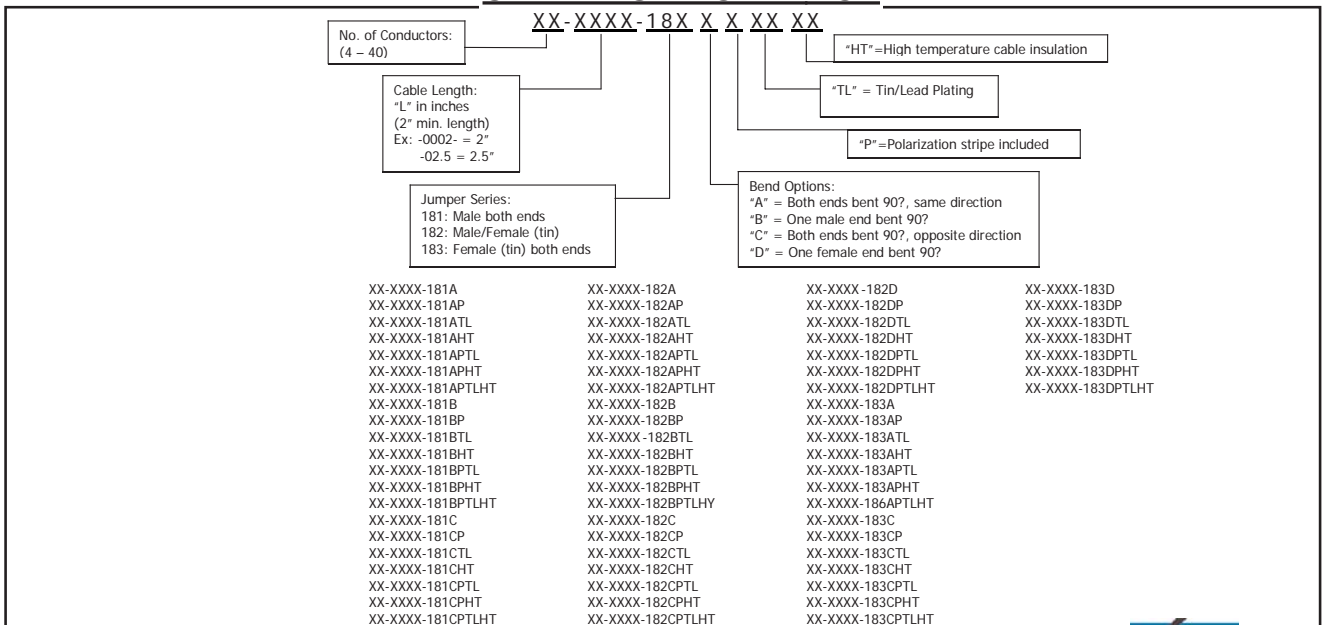 XX-XXXX-18X X X XX XX
No. of Conductors:
(4 – 40)
"HT"=High temperature cable insulation
Cable Length:
"L" in inches
(2" min. length)
Ex: -0002- = 2"
-02.5 = 2.5"
"TL" = Tin/Lead Plating
"P"=Polarization stripe included
Jumper Series:
181: Male both ends
182: Male/Female (tin)
183: Female (tin) both ends
Bend Options:
"A" = Both ends bent 90?, same direction
"B" = One male end bent 90?
"C" = Both ends bent 90?, opposite direction
"D" = One female end bent 90?
XX-XXXX-181A
XX-XXXX-181AP
XX-XXXX-181ATL
XX-XXXX-181AHT
XX-XXXX-181APTL
XX-XXXX-181APHT
XX-XXXX-181APTLHT
XX-XXXX-181B
XX-XXXX-181BP
XX-XXXX-181BTL
XX-XXXX-181BHT
XX-XXXX-181BPTL
XX-XXXX-181BPHT
XX-XXXX-181BPTLHT
XX-XXXX-181C
XX-XXXX-181CP
XX-XXXX-181CTL
XX-XXXX-181CHT
XX-XXXX-181CPTL
XX-XXXX-181CPHT
XX-XXXX-181CPTLHT
XX-XXXX-182A
XX-XXXX-182AP
XX-XXXX-182ATL
XX-XXXX-182AHT
XX-XXXX-182APTL
XX-XXXX-182APHT
XX-XXXX-182APTLHT
XX-XXXX-182B
XX-XXXX-182BP
XX-XXXX-182BTL
XX-XXXX-182BHT
XX-XXXX-182BPTL
XX-XXXX-182BPHT
XX-XXXX-182BPTLHY
XX-XXXX-182C
XX-XXXX-182CP
XX-XXXX-182CTL
XX-XXXX-182CHT
XX-XXXX-182CPTL
XX-XXXX-182CPHT
XX-XXXX-182CPTLHT
XX-XXXX-182D
XX-XXXX-182DP
XX-XXXX-182DTL
XX-XXXX-182DHT
XX-XXXX-182DPTL
XX-XXXX-182DPHT
XX-XXXX-182DPTLHT
XX-XXXX-183A
XX-XXXX-183AP
XX-XXXX-183ATL
XX-XXXX-183AHT
XX-XXXX-183APTL
XX-XXXX-183APHT
XX-XXXX-186APTLHT
XX-XXXX-183C
XX-XXXX-183CP
XX-XXXX-183CTL
XX-XXXX-183CHT
XX-XXXX-183CPTL
XX-XXXX-183CPHT
XX-XXXX-183CPTLHT
XX-XXXX-183D
XX-XXXX-183DP
XX-XXXX-183DTL
XX-XXXX-183DHT
XX-XXXX-183DPTL
XX-XXXX-183DPHT
XX-XXXX-183DPTLHT